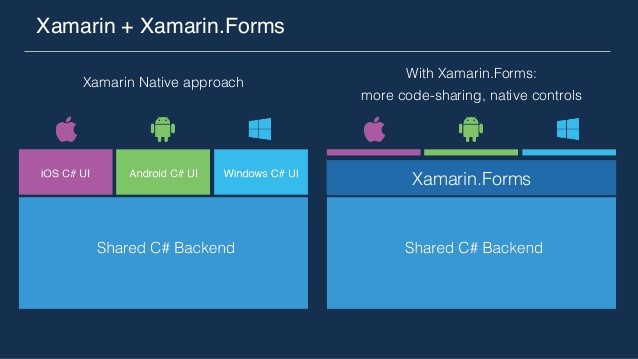 Xamarin + Xamarin.Forms
Xamarin Native approach
With Xamarin.Forms:
more code-sharing, native controls
iOS C# UI
Android C# UI
Windows C# UI
Xamarin.Forms
Shared C# Backend
Shared C# Backend